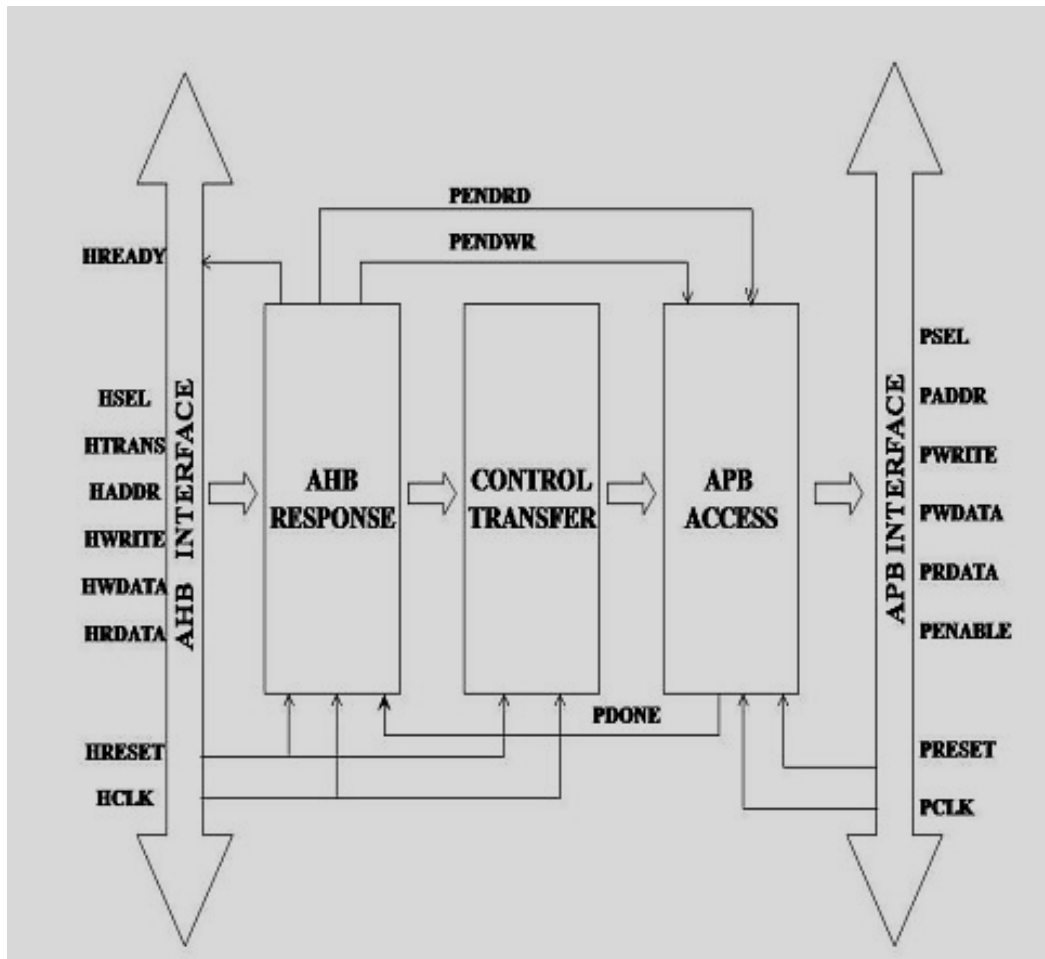 PENDRD
PENDWR
HREADY
HSEL
HTRANS
HADDR
HWRITE
HWDATA
HRDATA
HRESET
HCLK
AHB INTERFACE
AHB
RESPONSE
CONTROL
TRANSFER
APB
ACCESS
PDONE
APB INTERFACE
PSEL
PADDR
PWRITE
PWDATA
PRDATA
PENABLE
PRESET
PCLK